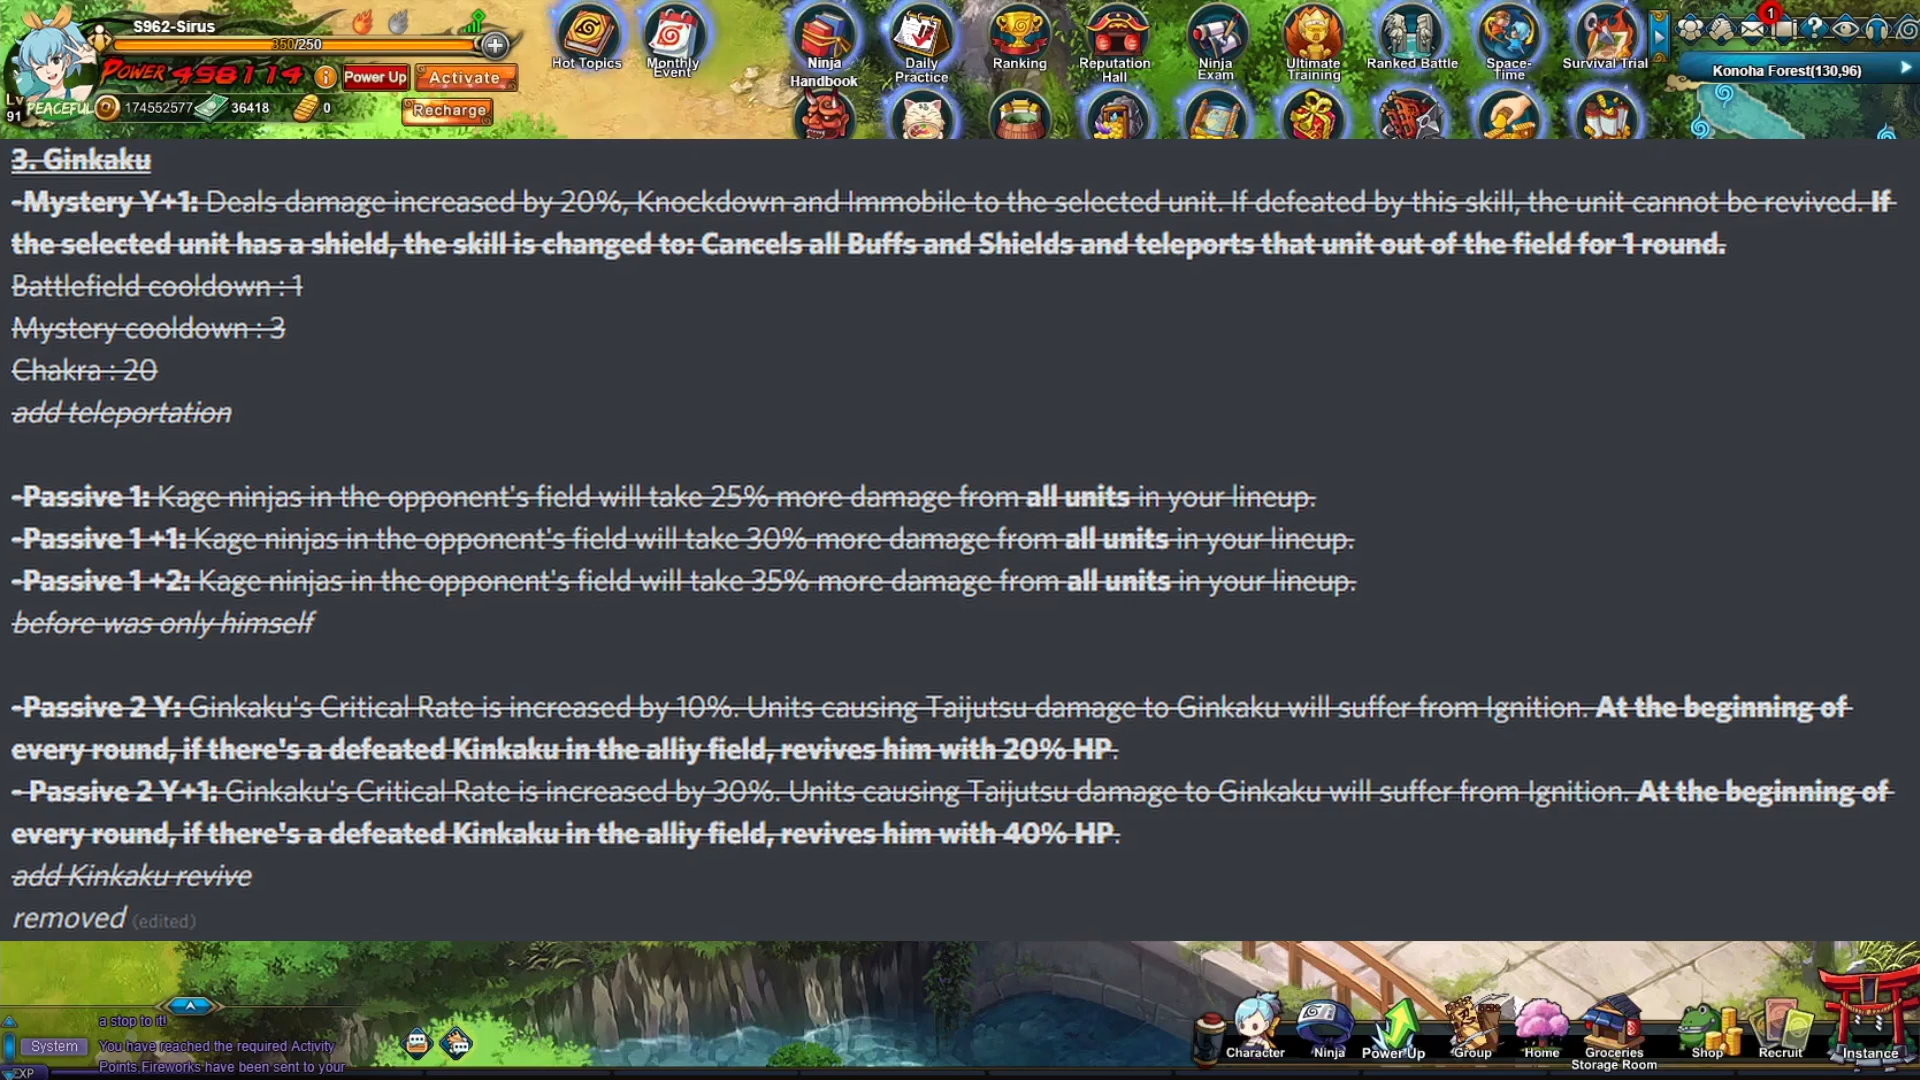 S962-Sirus
350/250
POWER 498114
Power Up
Activate
Lv
91
PEACEFUL
174552577
36418
0
Recharge
Hot Topics
Monthly
Event
Ninja
Handbook
Daily
Practice
Ranking
Reputation
Hall
Ninja
Exam
Ultimate
Training
Ranked Battle
Space-
Time
Survival Trial
1
Konoha Forest(130,96)
3. Ginkaku
-Mystery Y+1: Deals damage increased by 20%, Knockdown and Immobile to the selected unit. If defeated by this skill, the unit cannot be revived. If
the selected unit has a shield, the skill is changed to: Cancels all Buffs and Shields and teleports that unit out of the field for 1 round.
Battlefield cooldown : 1
Mystery cooldown : 3
Chakra : 20
add teleportation
-Passive 1: Kage ninjas in the opponent's field will take 25% more damage from all units in your lineup.
-Passive 1 +1: Kage ninjas in the opponent's field will take 30% more damage from all units in your lineup.
-Passive 1 +2: Kage ninjas in the opponent's field will take 35% more damage from all units in your lineup.
before was only himself
-Passive 2 Y: Ginkaku's Critical Rate is increased by 10%. Units causing Taijutsu damage to Ginkaku will suffer from Ignition. At the beginning of
every round, if there's a defeated Kinkaku in the alliy field, revives him with 20% HP.
- Passive 2 Y+1: Ginkaku's Critical Rate is increased by 30%. Units causing Taijutsu damage to Ginkaku will suffer from Ignition. At the beginning of
every round, if there's a defeated Kinkaku in the alliy field, revives him with 40% HP.
add Kinkaku revive
removed (edited)
a stop to it!
System
You have reached the required Activity
Points,Fireworks have been sent to your
EXP
Character
Ninja
Power Up
Group
Home
Groceries
Storage Room
Shop
Recruit
Instance